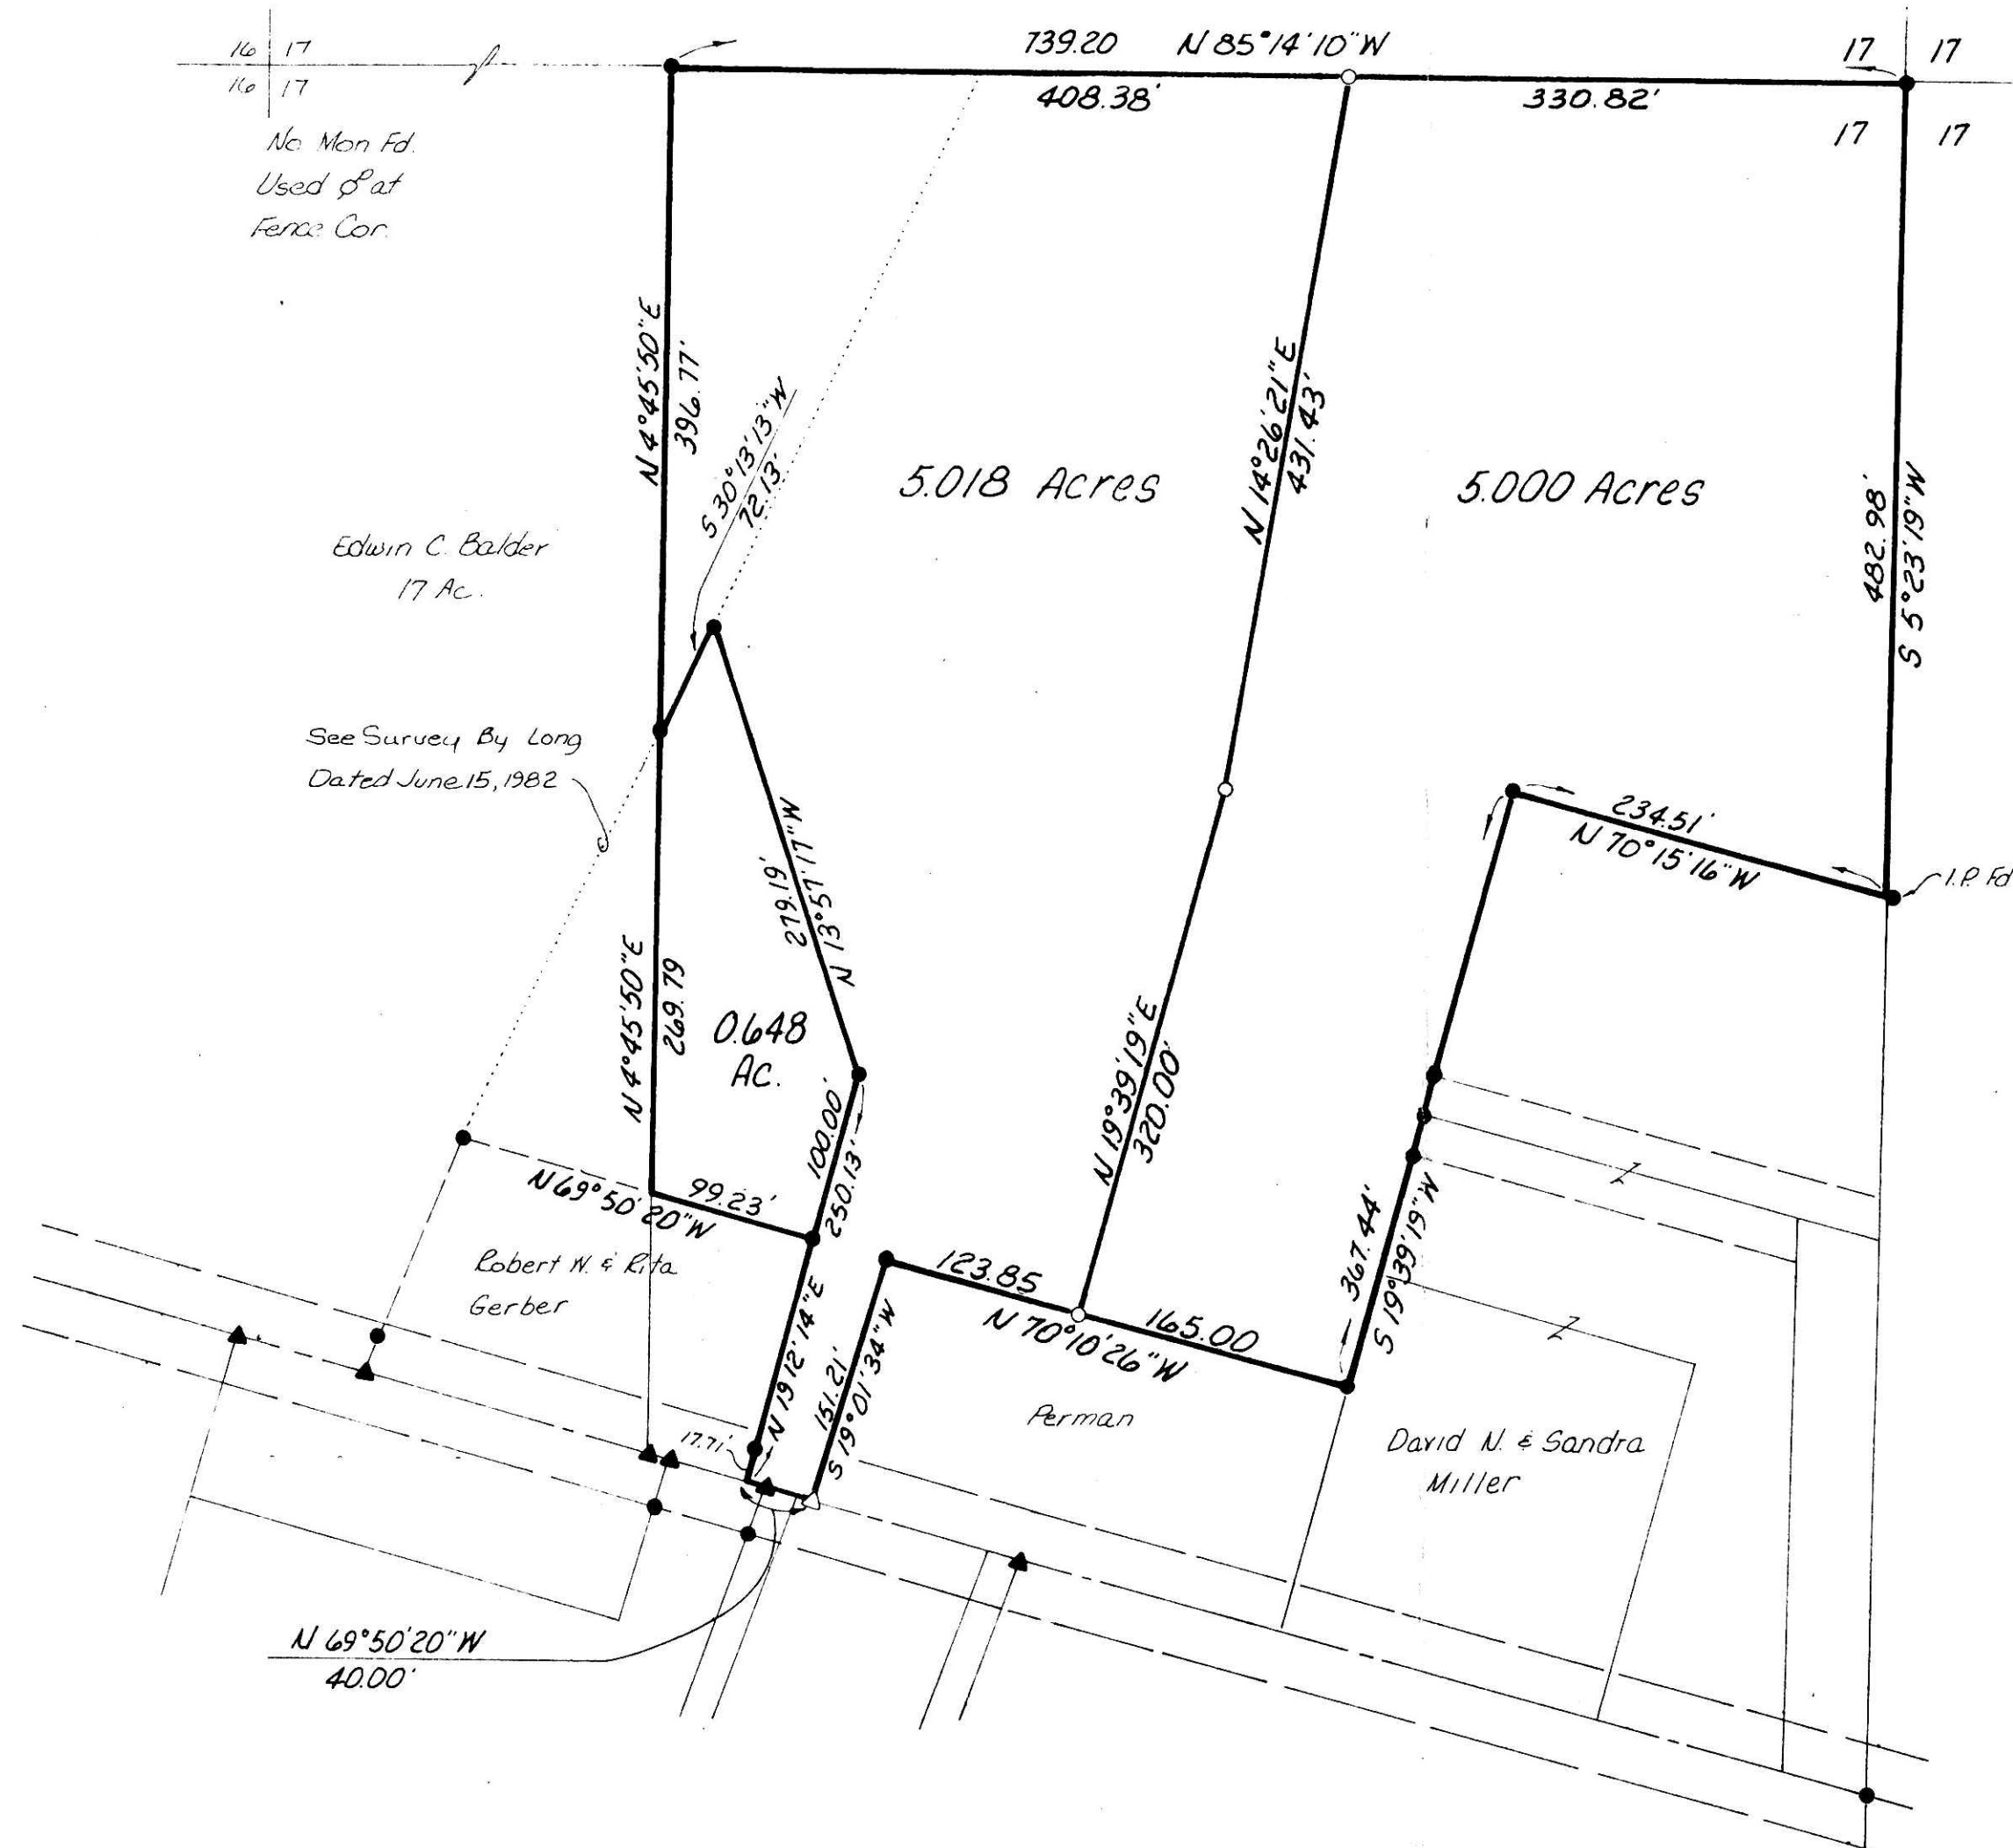 16 17
16 17
739.20 N 85°14'10"W
17 17
17 17
408.38'
330.82'
No Mon Fd.
Used at
Fence Cor.
N 4°45'50"E
396.77'
S 30°13'13"W
72.13'
N 14°26'21"E
431.43'
5.018 Acres
5.000 Acres
482.98'
S 5°23'19"W
Edwin C. Balder
17 Ac.
See Survey By Long
Dated June 15, 1982
234.51'
N 70°15'16"W
I.P. Fd
279.19'
N 13°57'17"W
N 4°45'50"E
269.79
0.648
AC.
N 19°39'19"E
320.00'
100.00'
250.13'
N 69°50'20"W
99.23'
Robert N. & Rita
Gerber
123.85
165.00
N 70°10'26"W
367.44'
S 19°39'19"W
N 19 12'14"E
151.21'
S 19°01'34"W
17.71'
Perman
David N. & Sandra
Miller
N 69°50'20"W
40.00'